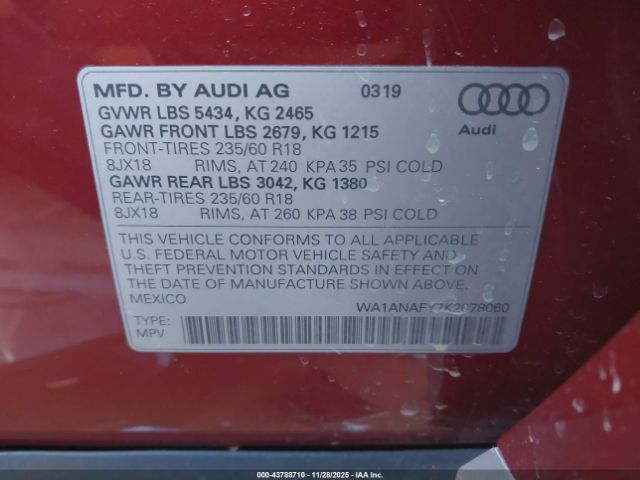 MFD. BY AUDI AG 0319
GVWR LBS 5434, KG 2465
GAWR FRONT LBS 2679, KG 1215
Audi
FRONT-TIRES 235/60 R18
8JX18 RIMS, AT 240 KPA 35 PSI COLD
GAWR REAR LBS 3042, KG 1380
REAR-TIRES 235/60 R18
8JX18 RIMS, AT 260 KPA 38 PSI COLD
THIS VEHICLE CONFORMS TO ALL APPLICABLE
U.S. FEDERAL MOTOR VEHICLE SAFETY AND
THEFT PREVENTION STANDARDS IN EFFECT ON
THE DATE OF MANUFACTURE SHOWN ABOVE.
MEXICO
WA1ANAFY7K2078060
TYPE:
MPV
000-43788710 - 11/28/2025 - IAAI.COM